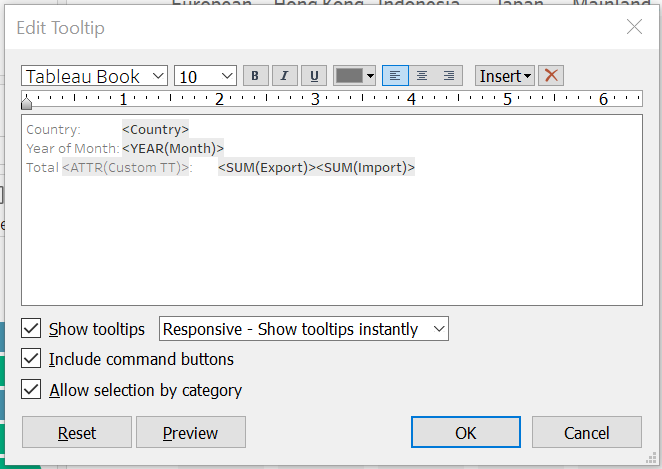 European Hong Kong Indonesia Japan Mainland
Edit Tooltip
Tableau Book 10 B I U Insert
1 2 3 4 5 6
Country: <Country>
Year of Month: <YEAR(Month)>
Total <ATTR(Custom TT)>: <SUM(Export)><SUM(Import)>
Show tooltips Responsive - Show tooltips instantly
Include command buttons
Allow selection by category
Reset Preview OK Cancel